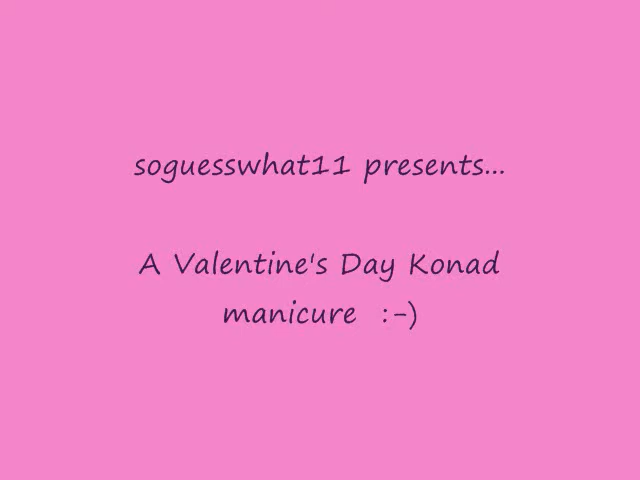 soguesswhat11 presents...
A Valentine's Day Konad
manicure :-)